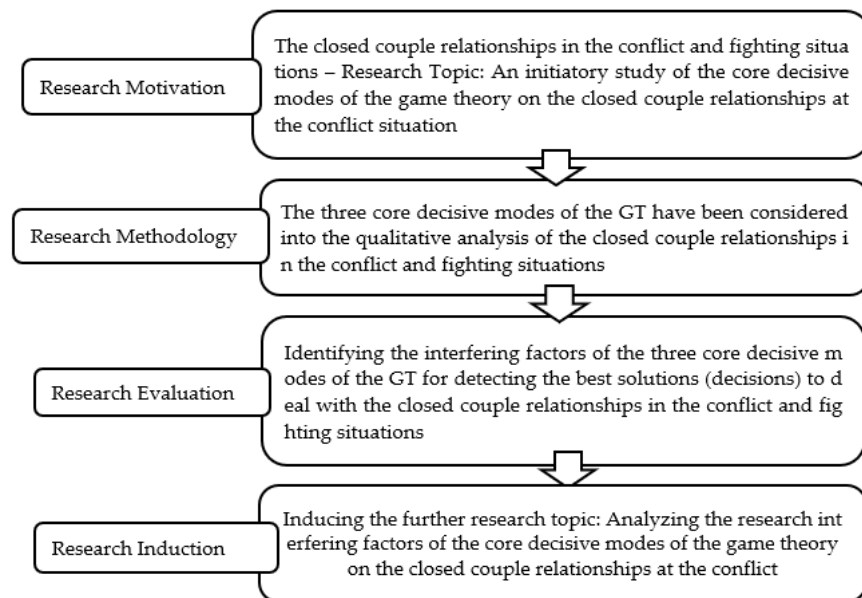 The closed couple relationships in the conflict and fighting situa
tions – Research Topic: An initiatory study of the core decisive
modes of the game theory on the closed couple relationships at
the conflict situation
Research Motivation
The three core decisive modes of the GT have been considered
into the qualitative analysis of the closed couple relationships i
n the conflict and fighting situations
Research Methodology
Identifying the interfering factors of the three core decisive m
odes of the GT for detecting the best solutions (decisions) to d
eal with the closed couple relationships in the conflict and fig
hting situations
Research Evaluation
Inducing the further research topic: Analyzing the research int
erfering factors of the core decisive modes of the game theory
on the closed couple relationships at the conflict
Research Induction